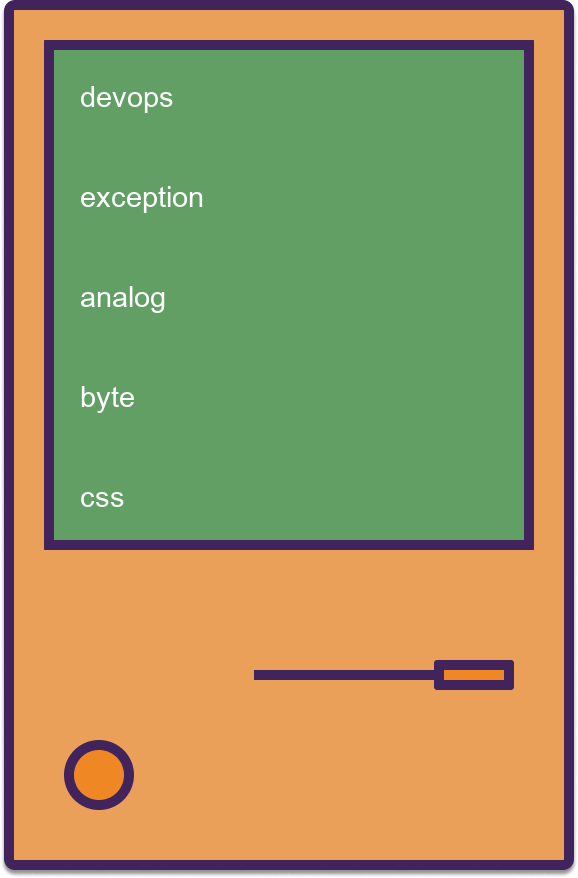 devops
exception
analog
byte
css